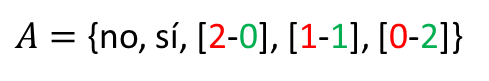 A = {no, sí, [2-0], [1-1], [0-2]}